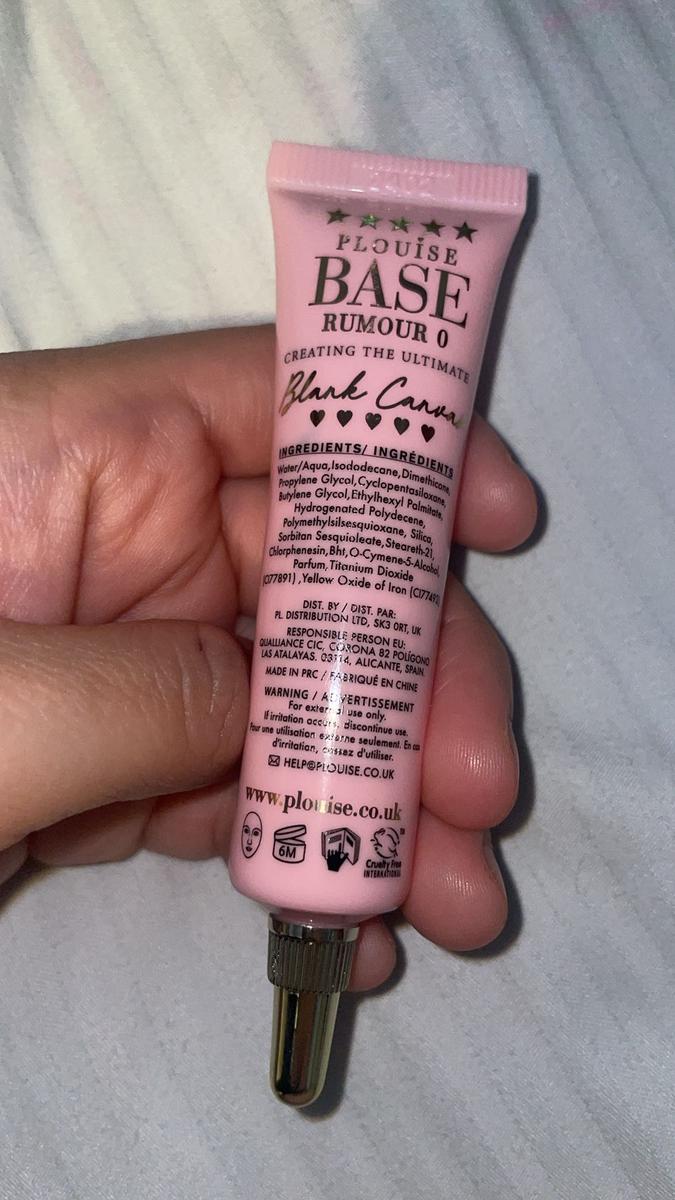 PLOUİSE
BASE
RUMOUR 0
CREATING THE ULTIMATE
Blank Canvas
INGREDIENTS/ INGRÉDIENTS
Water/Aqua,Isododecane,Dimethicone,
Propylene Glycol,Cyclopentasiloxane,
Butylene Glycol,Ethylhexyl Palmitate,
Hydrogenated Polydecene,
Polymethylsilsesquioxane, Silica,
Sorbitan Sesquioleate,Steareth-21,
Chlorphenesin,Bht,O-Cymene-5-Alcohol,
Parfum,Titanium Dioxide
(CI77891) ,Yellow Oxide of Iron (CI77492)
DIST. BY / DIST. PAR:
PL DISTRIBUTION LTD, SK3 0RT, UK
RESPONSIBLE PERSON EU:
QUALLIANCE CIC, CORONA 82 POLÍGONO
LAS ATALAYAS. 03114, ALICANTE, SPAIN.
MADE IN PRC / FABRIQUÉ EN CHINE
WARNING / ADVERTISSEMENT
For external use only.
If irritation occurs, discontinue use.
Pour une utilisation externe seulement. En cas
d'irritation, cessez d'utiliser.
HELP@PLOUISE.CO.UK
www.plouise.co.uk
6M
Cruelty Free
INTERNATIONAL
TM